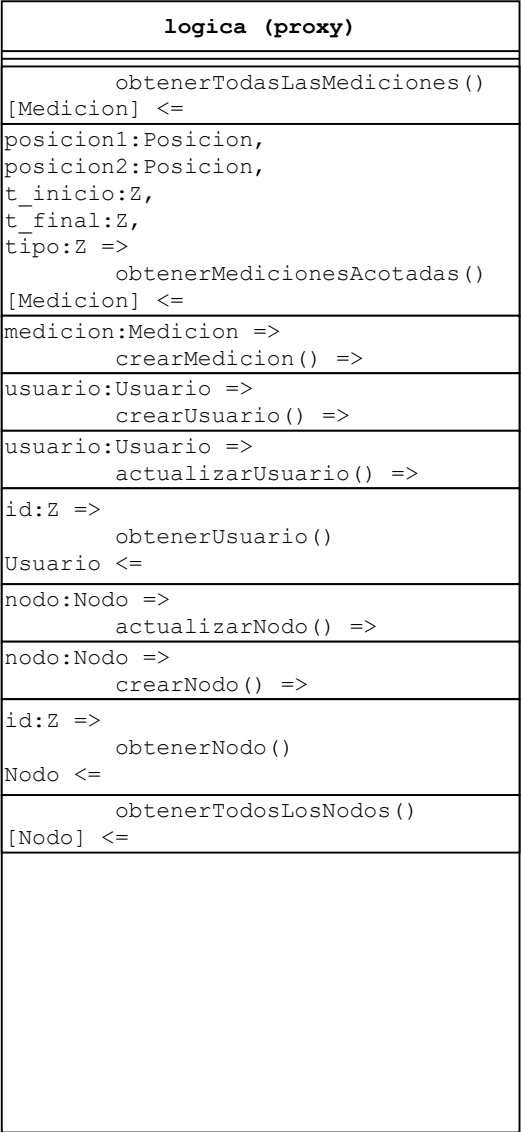 logica (proxy)
obtenerTodasLasMediciones()
[Medicion] <=
posicion1:Posicion,
posicion2:Posicion,
t_inicio:Z,
t_final:Z,
tipo:Z =>
obtenerMedicionesAcotadas()
[Medicion] <=
medicion:Medicion =>
crearMedicion() =>
usuario:Usuario =>
crearUsuario() =>
usuario:Usuario =>
actualizarUsuario() =>
id:Z =>
obtenerUsuario()
Usuario <=
nodo:Nodo =>
actualizarNodo() =>
nodo:Nodo =>
crearNodo() =>
id:Z =>
obtenerNodo()
Nodo <=
obtenerTodosLosNodos()
[Nodo] <=